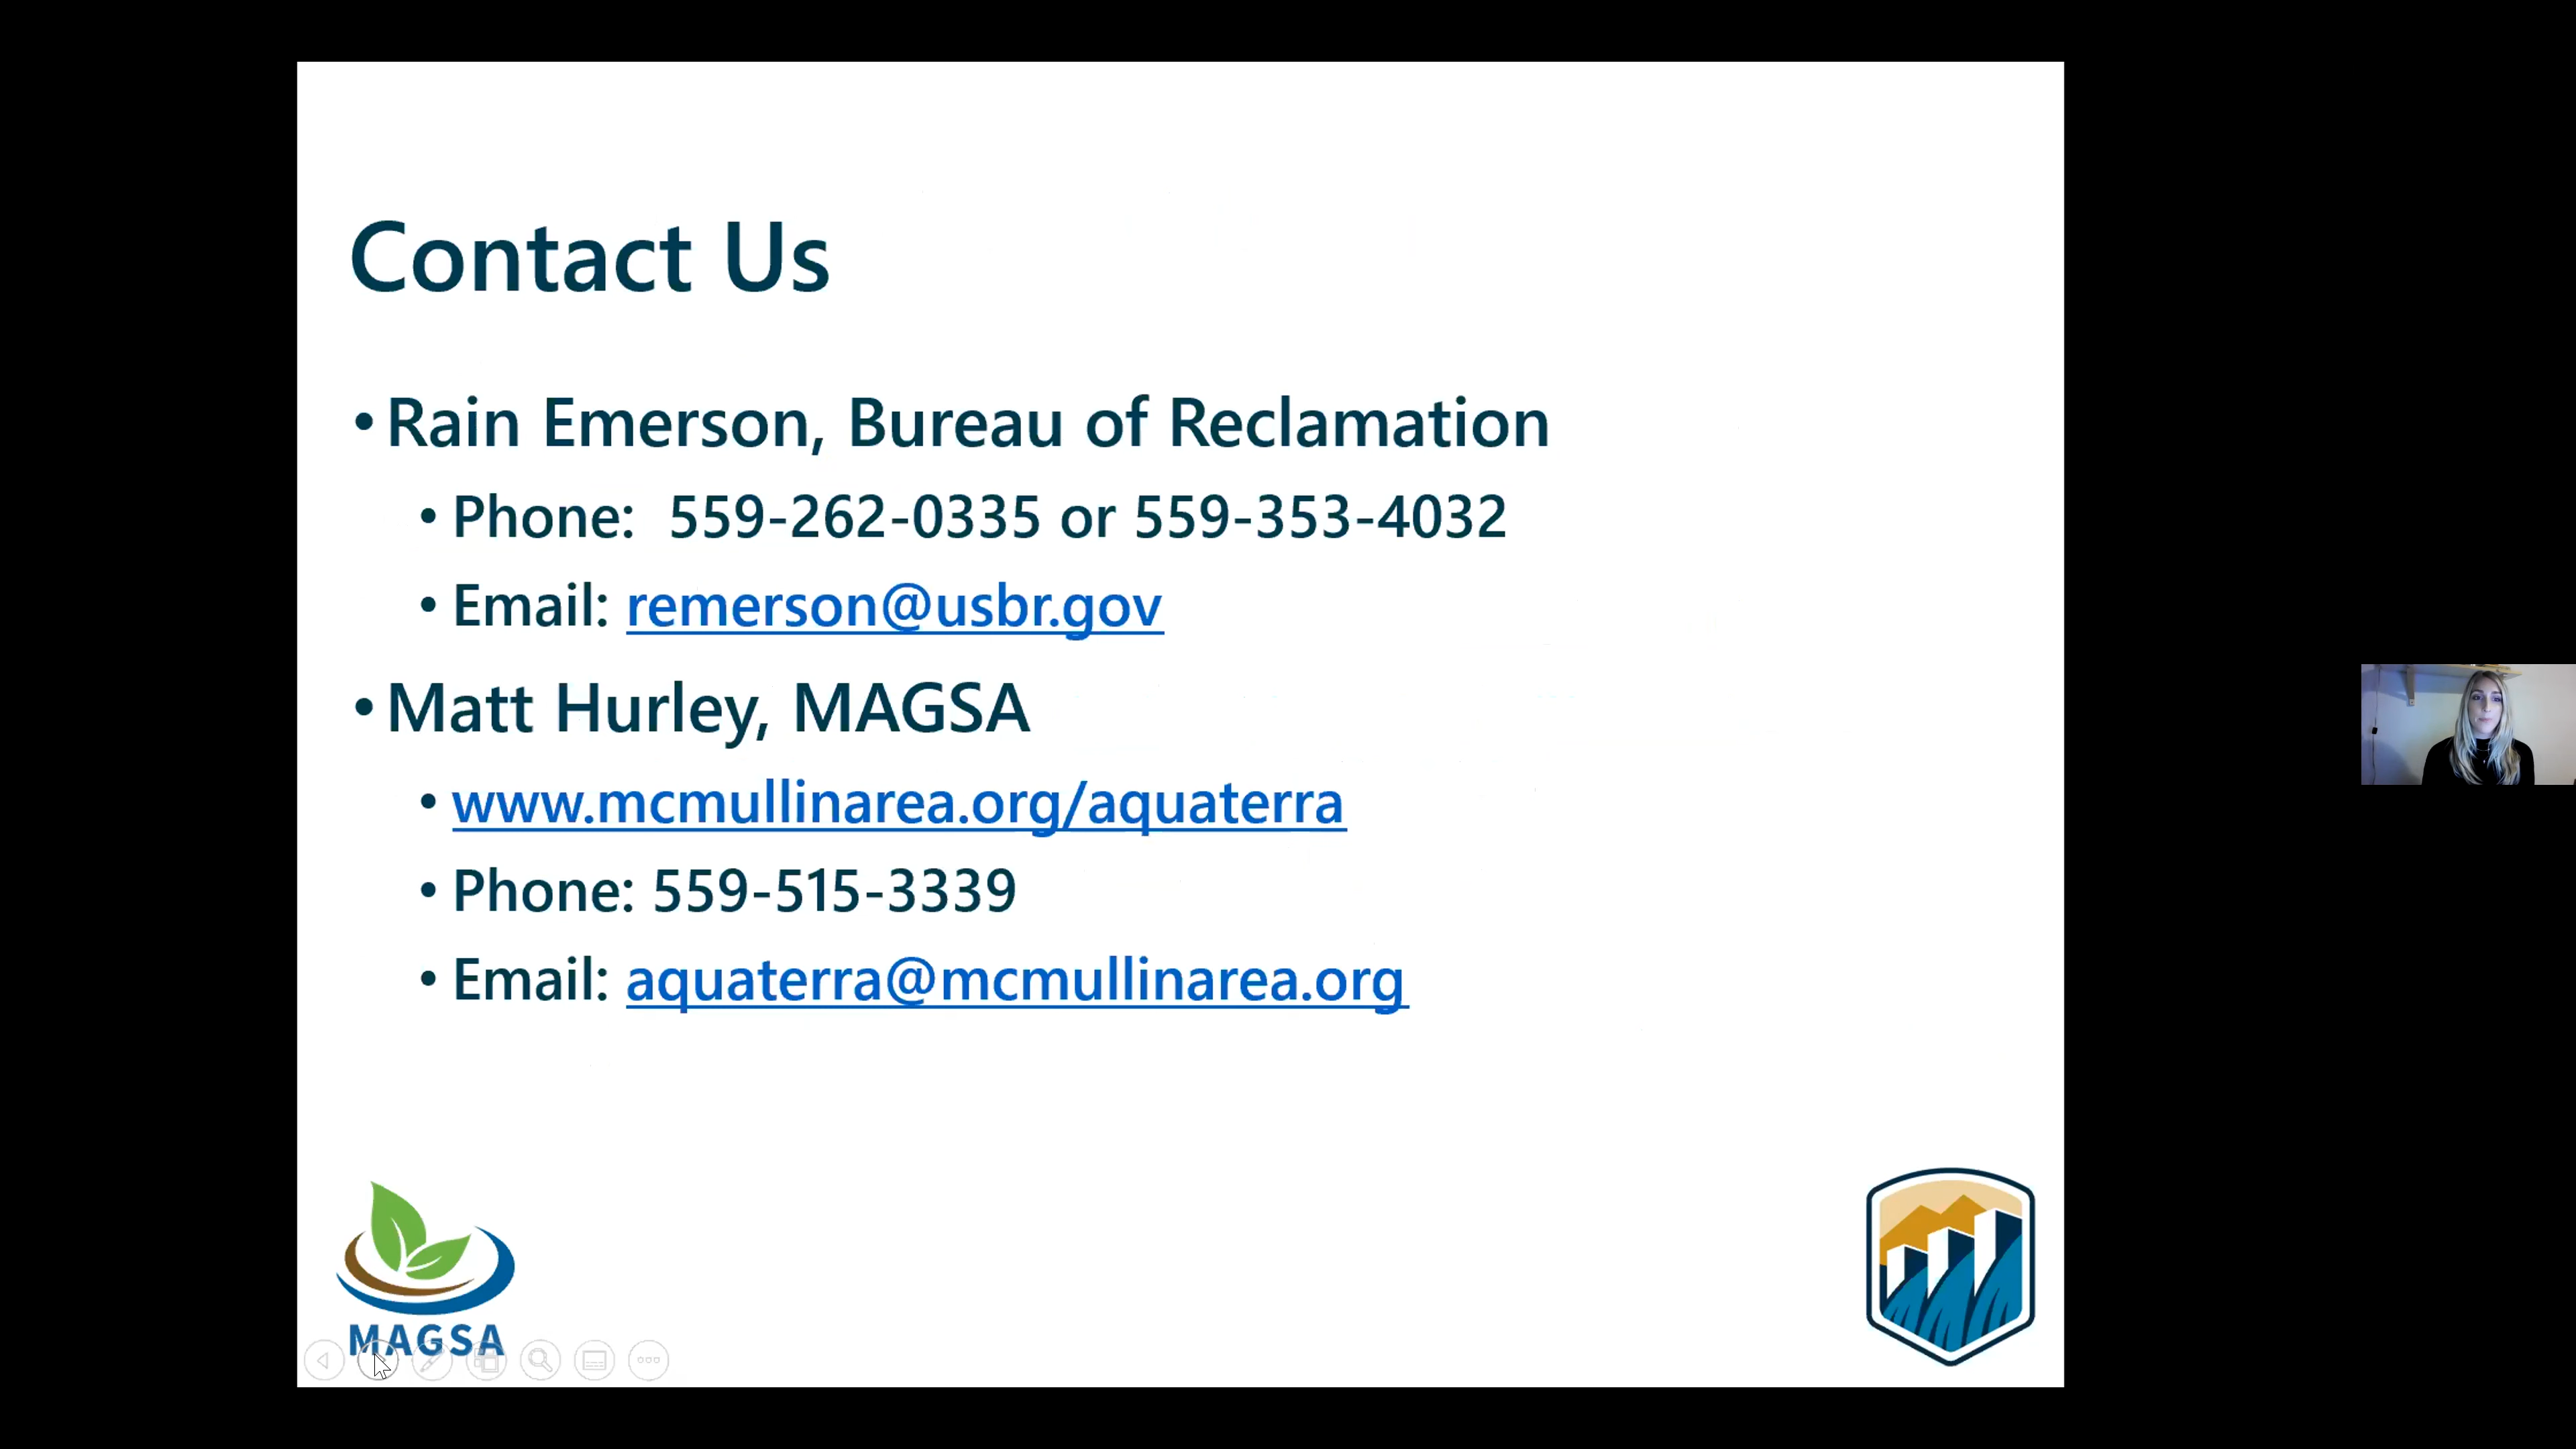 Contact Us
• Rain Emerson, Bureau of Reclamation
• Phone: 559-262-0335 or 559-353-4032
• Email: remerson@usbr.gov
• Matt Hurley, MAGSA
• www.mcmullinarea.org/aquaterra
• Phone: 559-515-3339
• Email: aquaterra@mcmullinarea.org
MAGSA